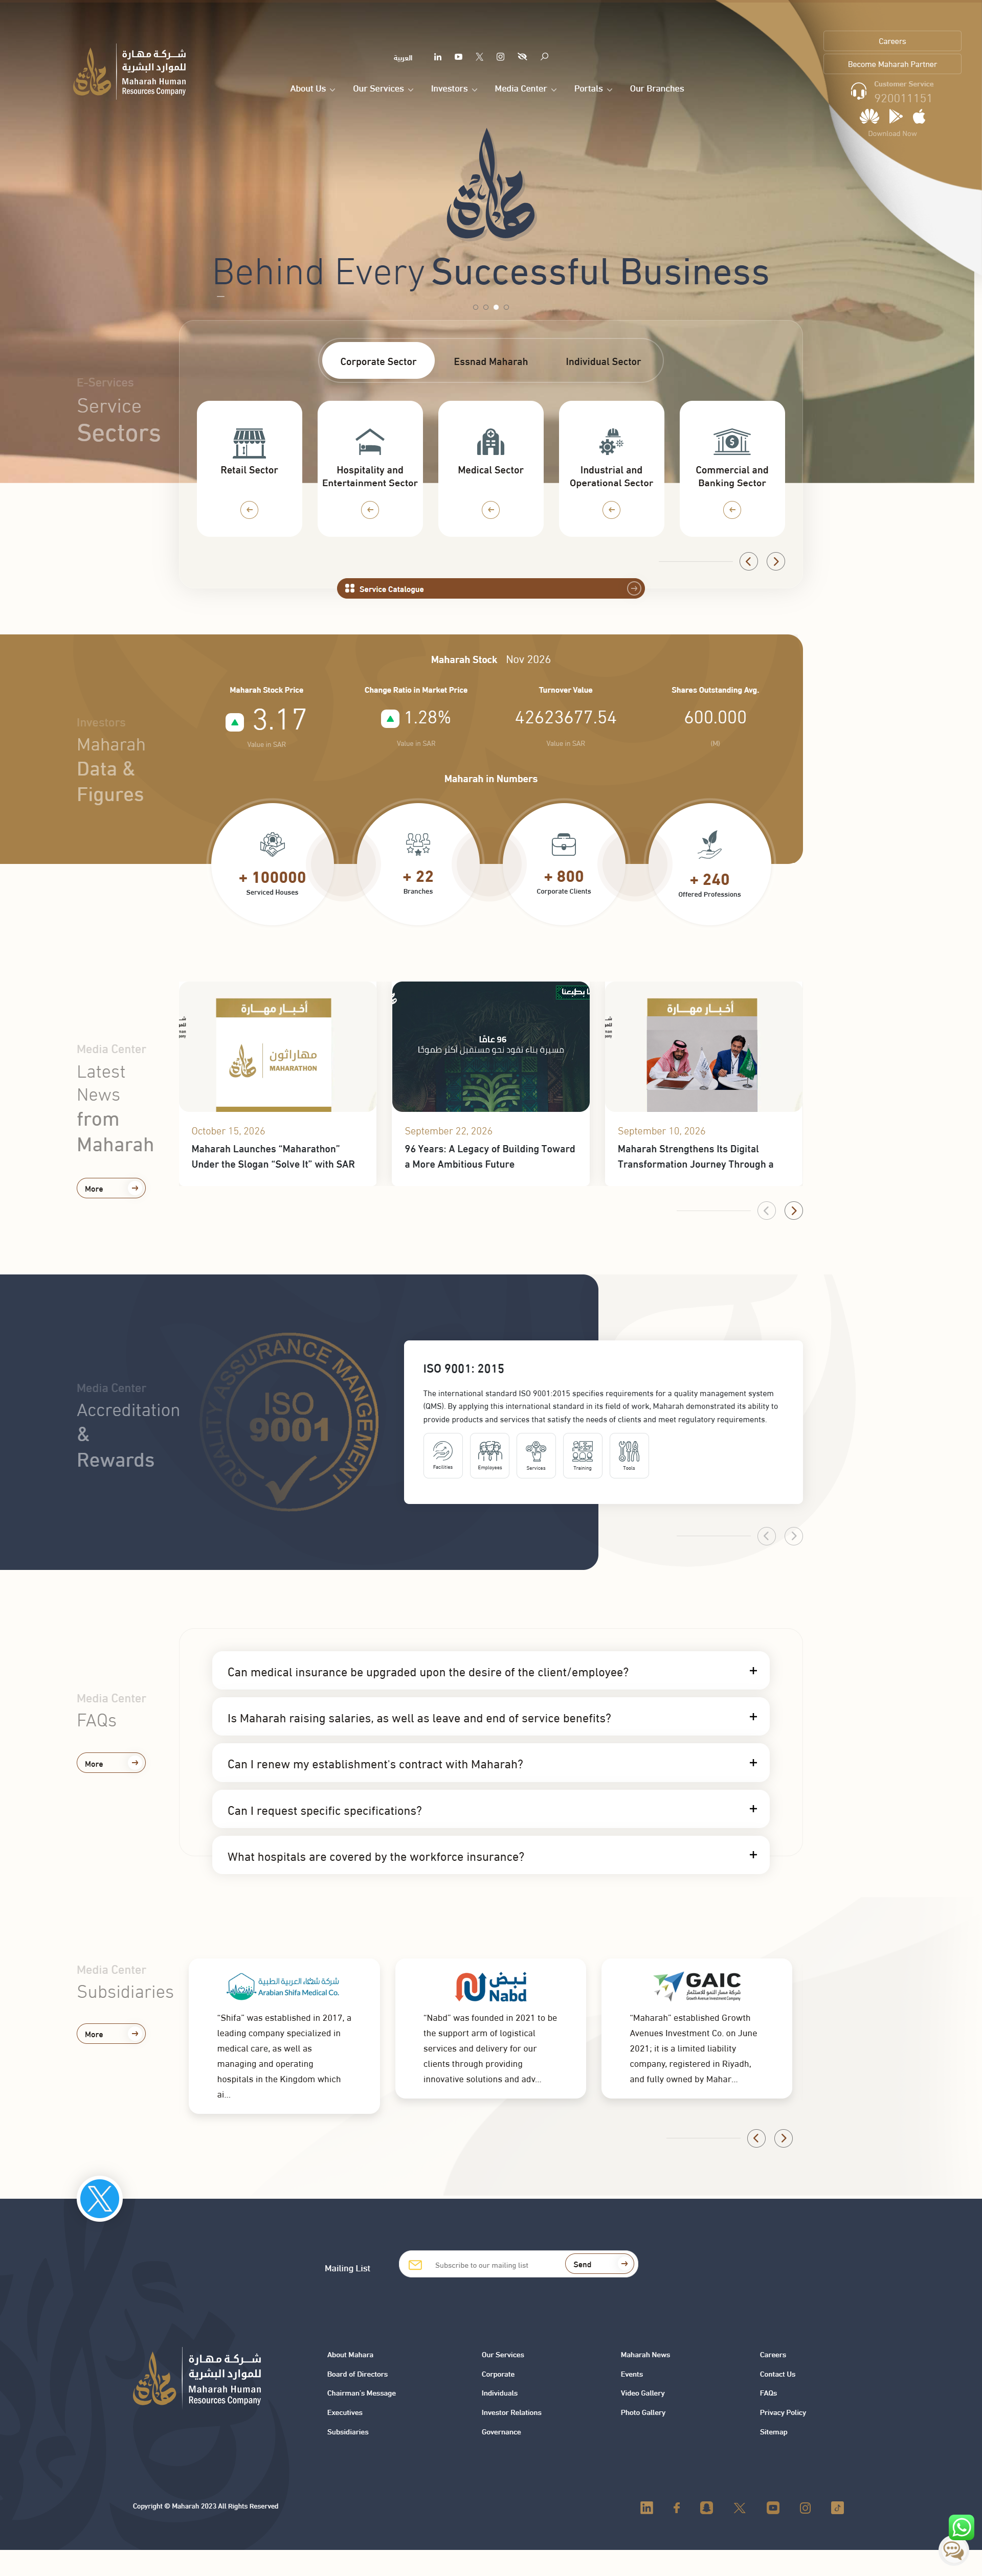 Careers
Become Maharah Partner
Customer Service
920011151
Download Now
شـــركـة مهـارة
للموارد البشرية
Maharah Human
Resources Company
العربية
About Us
Our Services
Investors
Media Center
Portals
Our Branches
مهارة
Behind Every Successful Business
Corporate Sector
Essnad Maharah
Individual Sector
E-Services
Service
Sectors
Retail Sector
Hospitality and
Entertainment Sector
Medical Sector
Industrial and
Operational Sector
Commercial and
Banking Sector
Service Catalogue
Maharah Stock Nov 2026
Investors
Maharah
Data &
Figures
Maharah Stock Price
3.17
Value in SAR
Change Ratio in Market Price
1.28%
Value in SAR
Turnover Value
42623677.54
Value in SAR
Shares Outstanding Avg.
600.000
(M)
Maharah in Numbers
+ 100000
Serviced Houses
+ 22
Branches
+ 800
Corporate Clients
+ 240
Offered Professions
Media Center
Latest
News
from
Maharah
More
أخـبـار مهـــارة
مهاراثون
MAHARATHON
October 15, 2026
Maharah Launches “Maharathon”
Under the Slogan “Solve It” with SAR
96 عامًا
مسيرة بناء تقود نحو مستقبل أكثر طموحًا
September 22, 2026
96 Years: A Legacy of Building Toward
a More Ambitious Future
أخـبـار مهـــارة
September 10, 2026
Maharah Strengthens Its Digital
Transformation Journey Through a
Media Center
Accreditation
&
Rewards
QUALITY ASSURANCE MANAGEMENT
ISO
9001
ISO 9001: 2015
The international standard ISO 9001:2015 specifies requirements for a quality management system
(QMS). By applying this international standard in its field of work, Maharah demonstrated its ability to
provide products and services that satisfy the needs of clients and meet regulatory requirements.
Facilities
Employees
Services
Training
Tools
Media Center
FAQs
More
Can medical insurance be upgraded upon the desire of the client/employee?
Is Maharah raising salaries, as well as leave and end of service benefits?
Can I renew my establishment's contract with Maharah?
Can I request specific specifications?
What hospitals are covered by the workforce insurance?
Media Center
Subsidiaries
More
شركة شفاء العربية الطبية
Arabian Shifa Medical Co.
“Shifa” was established in 2017, a
leading company specialized in
medical care, as well as
managing and operating
hospitals in the Kingdom which
ai...
نبض
Nabd
“Nabd” was founded in 2021 to be
the support arm of logistical
services and delivery for our
clients through providing
innovative solutions and adv...
GAIC
شركة مسار النمو للاستثمار
Growth Avenue Investment Company
“Maharah” established Growth
Avenues Investment Co. on June
2021; it is a limited liability
company, registered in Riyadh,
and fully owned by Mahar...
Mailing List
Subscribe to our mailing list
Send
شـــركـة مهـارة
للموارد البشرية
Maharah Human
Resources Company
About Mahara
Board of Directors
Chairman's Message
Executives
Subsidiaries
Our Services
Corporate
Individuals
Investor Relations
Governance
Maharah News
Events
Video Gallery
Photo Gallery
Careers
Contact Us
FAQs
Privacy Policy
Sitemap
Copyright © Maharah 2023 All Rights Reserved